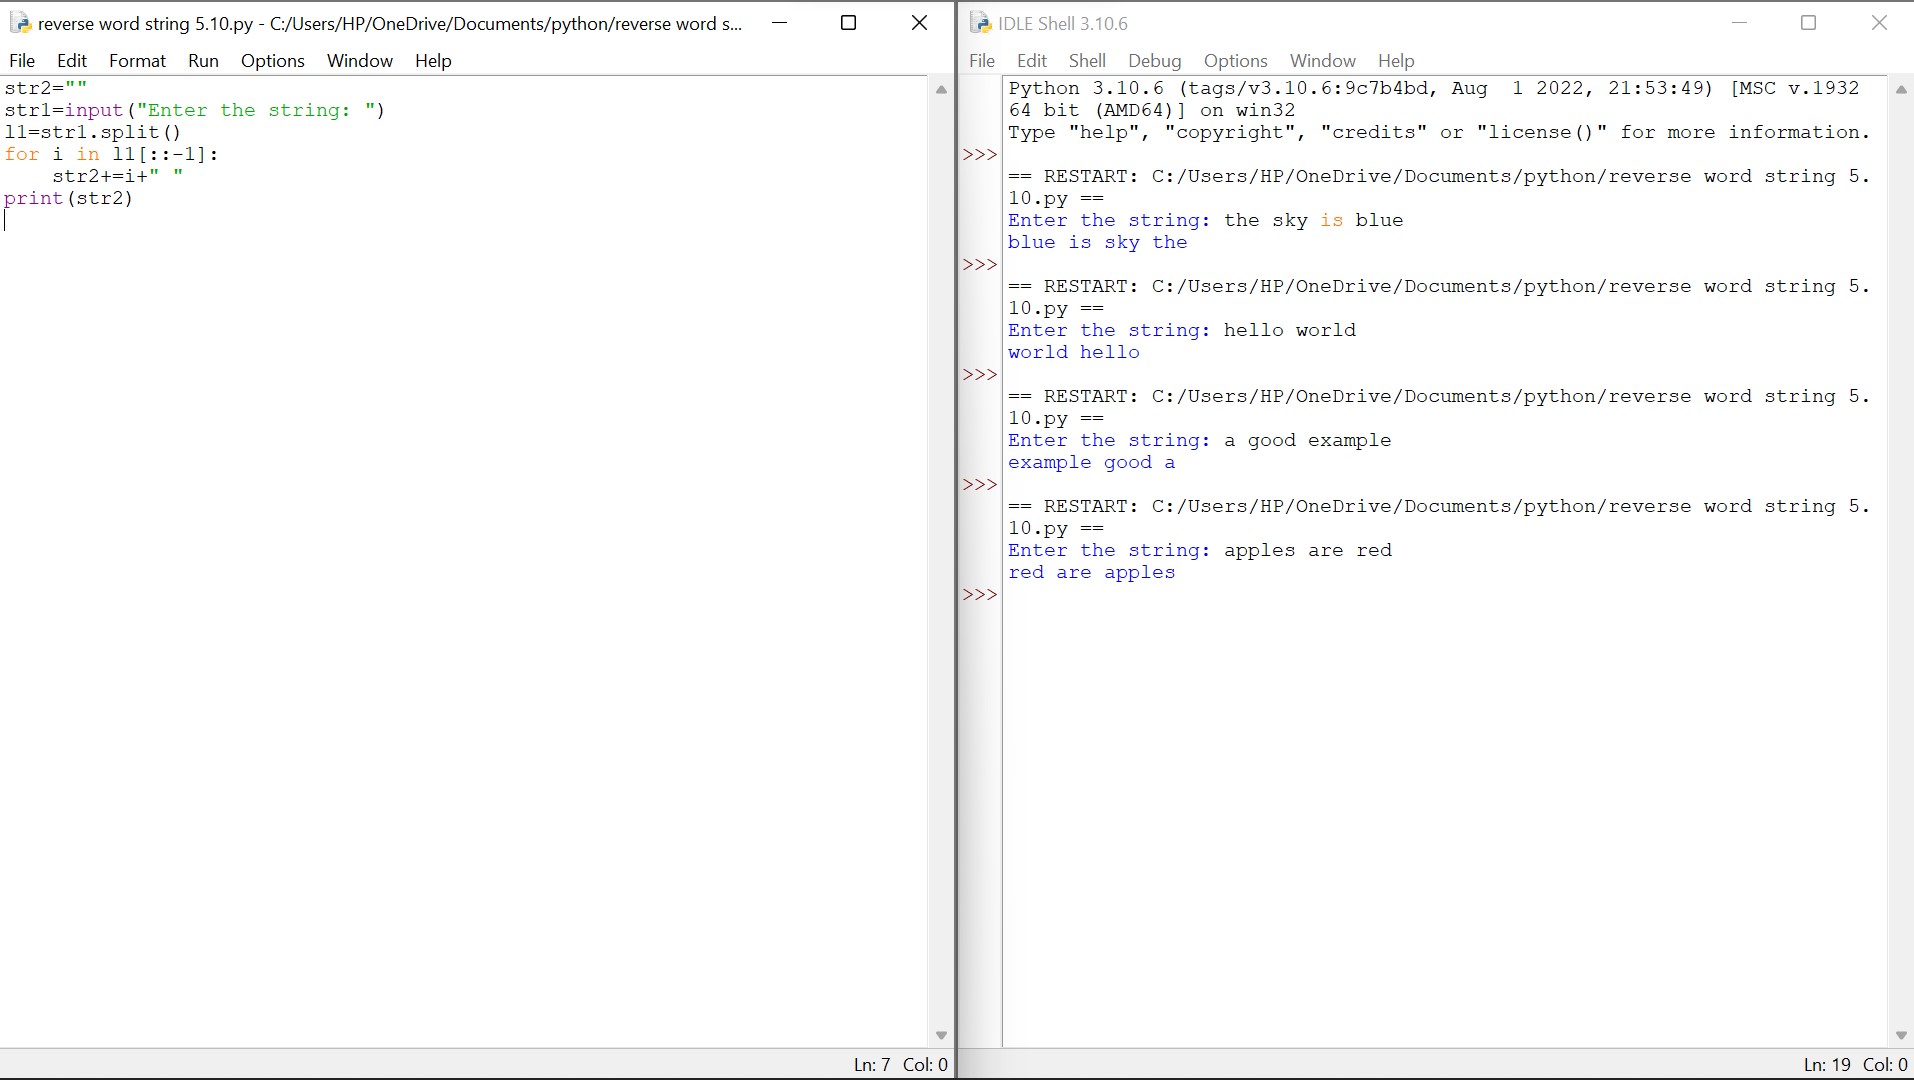 reverse word string 5.10.py - C:/Users/HP/OneDrive/Documents/python/reverse word s...
File Edit Format Run Options Window Help
str2=""
str1=input("Enter the string: ")
l1=str1.split()
for i in l1[::-1]:
    str2+=i+" "
print(str2)
Ln: 7 Col: 0
IDLE Shell 3.10.6
File Edit Shell Debug Options Window Help
Python 3.10.6 (tags/v3.10.6:9c7b4bd, Aug  1 2022, 21:53:49) [MSC v.1932
64 bit (AMD64)] on win32
Type "help", "copyright", "credits" or "license()" for more information.
>>>
== RESTART: C:/Users/HP/OneDrive/Documents/python/reverse word string 5.
10.py ==
Enter the string: the sky is blue
blue is sky the
>>>
== RESTART: C:/Users/HP/OneDrive/Documents/python/reverse word string 5.
10.py ==
Enter the string: hello world
world hello
>>>
== RESTART: C:/Users/HP/OneDrive/Documents/python/reverse word string 5.
10.py ==
Enter the string: a good example
example good a
>>>
== RESTART: C:/Users/HP/OneDrive/Documents/python/reverse word string 5.
10.py ==
Enter the string: apples are red
red are apples
>>>
Ln: 19 Col: 0